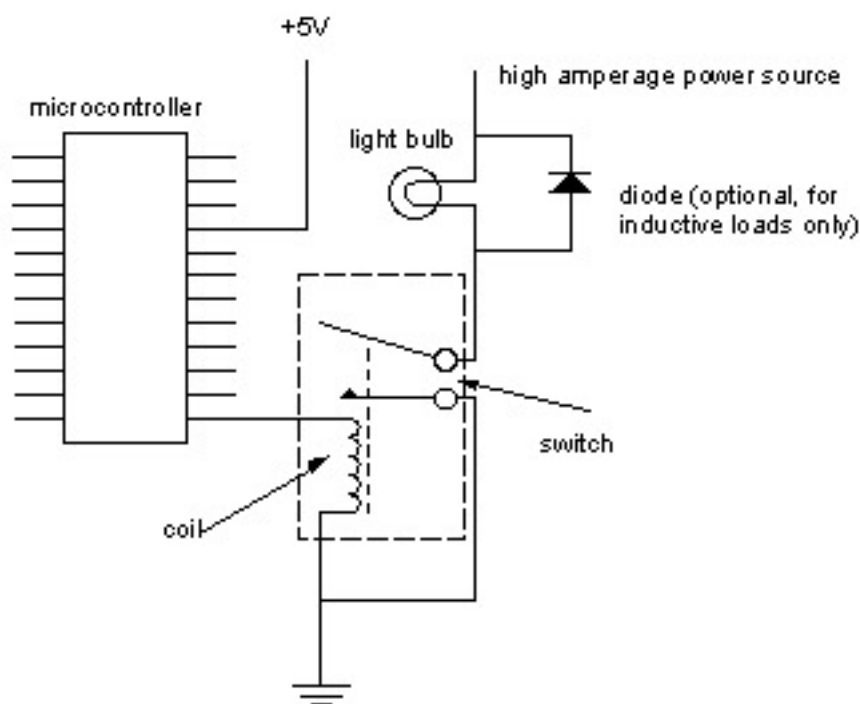 +5V
high amperage power source
microcontroller
light bulb
diode (optional, for
inductive loads only)
switch
coil